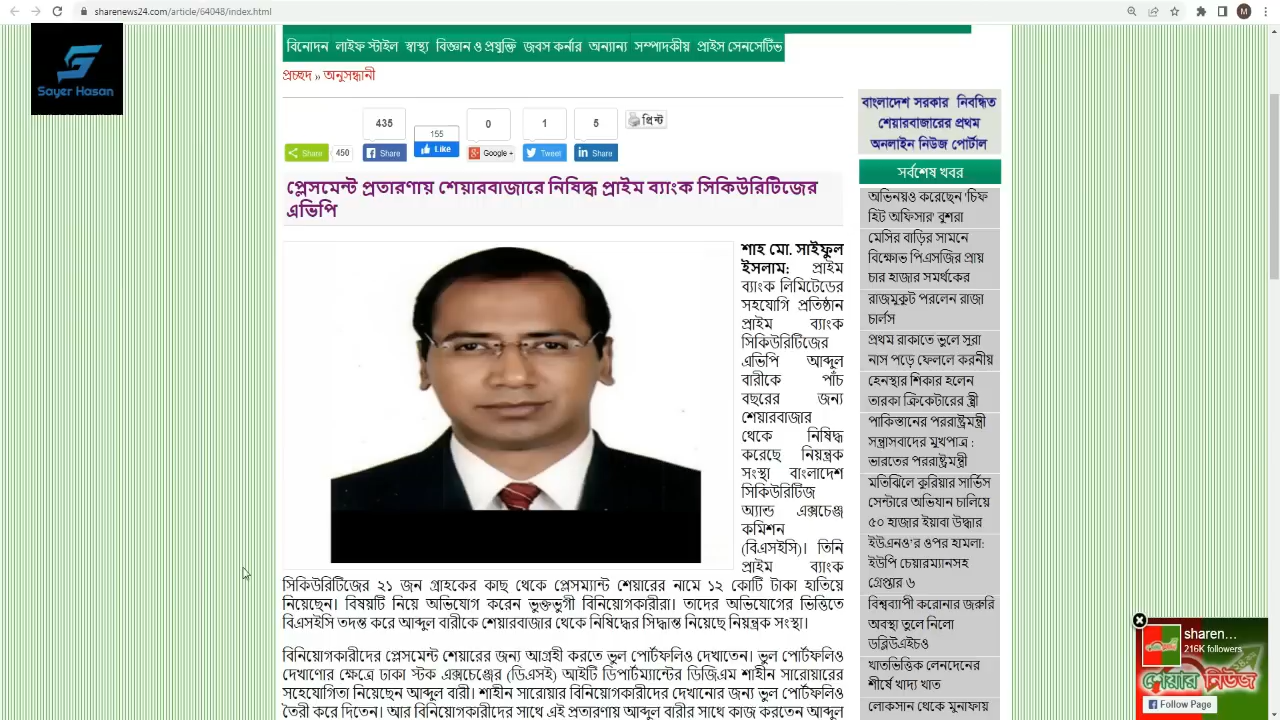 sharenews24.com/article/64048/index.html
M
Sayer Hasan
বিনোদন লাইফ স্টাইল স্বাস্থ্য বিজ্ঞান ও প্রযুক্তি জবস কর্নার অন্যান্য সম্পাদকীয় প্রাইস সেনসেটিভ
প্রচ্ছদ » অনুসন্ধানী
435
155
0
1
5
প্রিন্ট
Share
450
Share
Like
Google +
Tweet
Share
প্লেসমেন্ট প্রতারণায় শেয়ারবাজারে নিষিদ্ধ প্রাইম ব্যাংক সিকিউরিটিজের
এভিপি
শাহ মো. সাইফুল
ইসলাম: প্রাইম
ব্যাংক লিমিটেডের
সহযোগি প্রতিষ্ঠান
প্রাইম ব্যাংক
সিকিউরিটিজের
এভিপি আব্দুল
বারীকে পাঁচ
বছরের জন্য
শেয়ারবাজার
থেকে নিষিদ্ধ
করেছে নিয়ন্ত্রক
সংস্থা বাংলাদেশ
সিকিউরিটিজ
অ্যান্ড এক্সচেঞ্জ
কমিশন
(বিএসইসি)। তিনি
প্রাইম ব্যাংক
সিকিউরিটিজের ২১ জন গ্রাহকের কাছ থেকে প্লেসম্যান্ট শেয়ারের নামে ১২ কোটি টাকা হাতিয়ে
নিয়েছেন। বিষয়টি নিয়ে অভিযোগ করেন ভুক্তভুগী বিনিয়োগকারীরা। তাদের অভিযোগের ভিত্তিতে
বিএসইসি তদন্ত করে আব্দুল বারীকে শেয়ারবাজার থেকে নিষিদ্ধের সিদ্ধান্ত নিয়েছে নিয়ন্ত্রক সংস্থা।
বিনিয়োগকারীদের প্লেসমেন্ট শেয়ারের জন্য আগ্রহী করতে ভুল পোর্টফলিও দেখাতেন। ভুল পোর্টফলিও
দেখাণোর ক্ষেত্রে ঢাকা স্টক এক্সচেঞ্জের (ডিএসই) আইটি ডিপার্টম্যান্টের ডিজিএম শাহীন সারোয়ারের
সহযোগিতা নিয়েছেন আব্দুল বারী। শাহীন সারোয়ার বিনিয়োগকারীদের দেখানোর জন্য ভুল পোর্টফলিও
তৈরী করে দিতেন। আর বিনিয়োগকারীদের সাথে এই প্রতারণায় আব্দুল বারীর সাথে কাজ করতেন আব্দুল
বাংলাদেশ সরকার নিবন্ধিত
শেয়ারবাজারের প্রথম
অনলাইন নিউজ পোর্টাল
সর্বশেষ খবর
অভিনয়ও করেছেন 'চিফ
হিট অফিসার' বুশরা
মেসির বাড়ির সামনে
বিক্ষোভ পিএসজির প্রায়
চার হাজার সমর্থকের
রাজমুকুট পরলেন রাজা
চার্লস
প্রথম রাকাতে ভুলে সুরা
নাস পড়ে ফেললে করনীয়
হেনস্থার শিকার হলেন
তারকা ক্রিকেটারের স্ত্রী
পাকিস্তানের পররাষ্ট্রমন্ত্রী
সন্ত্রাসবাদের মুখপাত্র :
ভারতের পররাষ্ট্রমন্ত্রী
মতিঝিলে কুরিয়ার সার্ভিস
সেন্টারে অভিযান চালিয়ে
৫০ হাজার ইয়াবা উদ্ধার
ইউএনও'র ওপর হামলা:
ইউপি চেয়ারম্যানসহ
গ্রেপ্তার ৬
বিশ্বব্যাপী করোনার জরুরি
অবস্থা তুলে নিলো
ডব্লিউএইচও
খাতভিত্তিক লেনদেনের
শীর্ষে খাদ্য খাত
লোকসান থেকে মুনাফায়
sharen...
216K followers
শেয়ার নিউজ
Follow Page